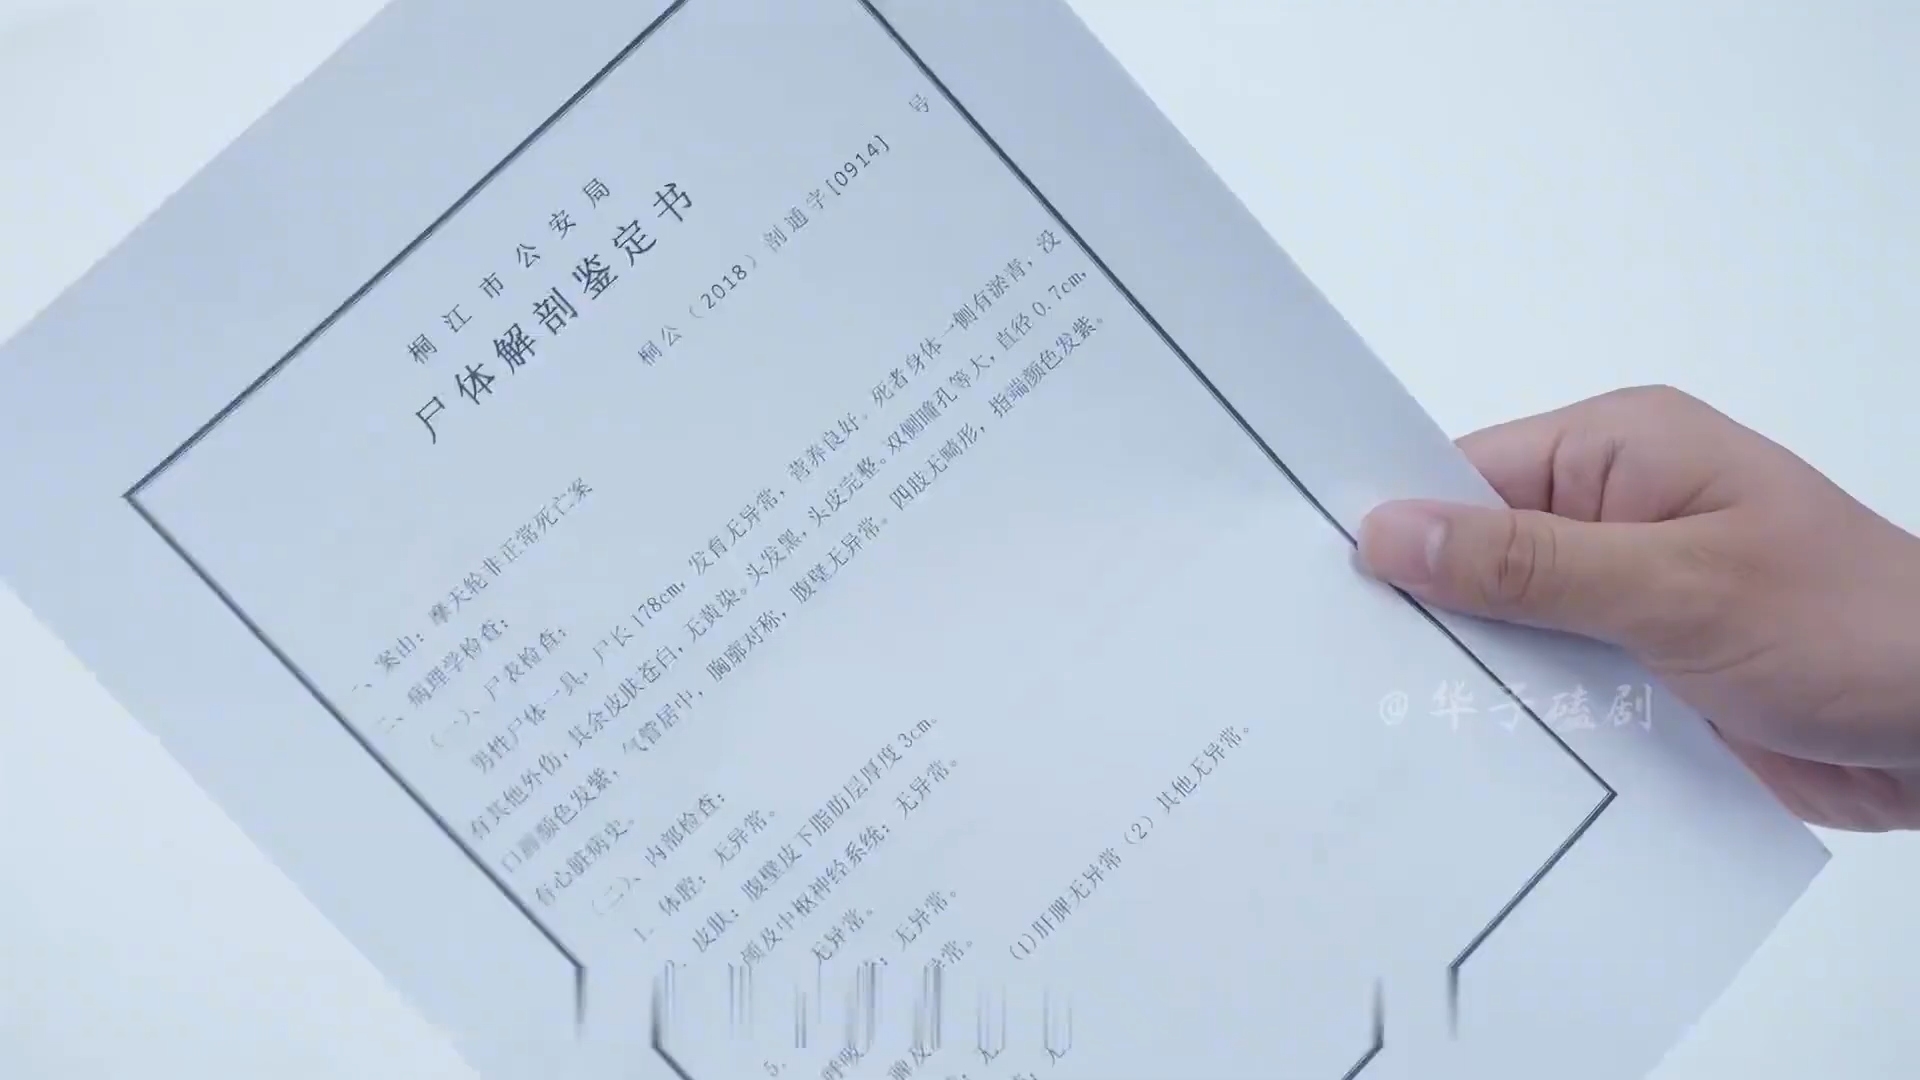 桐江市公安局
尸体解剖鉴定书
桐公（2018）剖通字[0914] 号
一、案由：摩天轮非正常死亡案
二、病理学检查：
（一）、尸表检查：
男性尸体一具，尸长178cm，发育无异常，营养良好。死者身体一侧有淤青，没
有其他外伤，其余皮肤苍白，无黄染。头发黑，头皮完整。双侧瞳孔等大，直径0.7cm，
口唇颜色发紫，气管居中，胸廓对称，腹壁无异常。四肢无畸形，指端颜色发紫。
有心脏病史。
（二）、内部检查：
1. 体腔：无异常。
2. 皮肤：腹壁皮下脂肪层厚度3cm。
颅及中枢神经系统：无异常。
无异常。
：无异常。
异常。
(1)肝脾无异常（2）其他无异常。
5. 呼吸
脾及
@华子磕剧